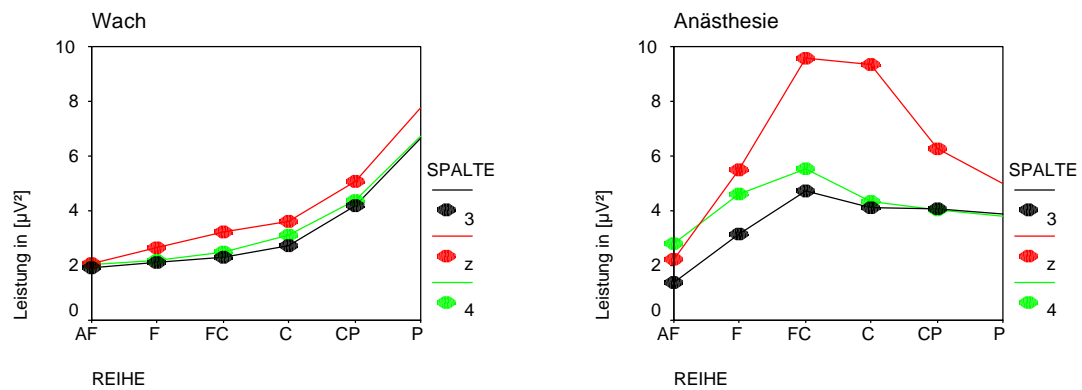 Wach
10
8
6
4
2
0
Leistung in [µV²]
AF F FC C CP P
REIHE
SPALTE
3
z
4
Anästhesie
10
8
6
4
2
0
Leistung in [µV²]
AF F FC C CP P
REIHE
SPALTE
3
z
4